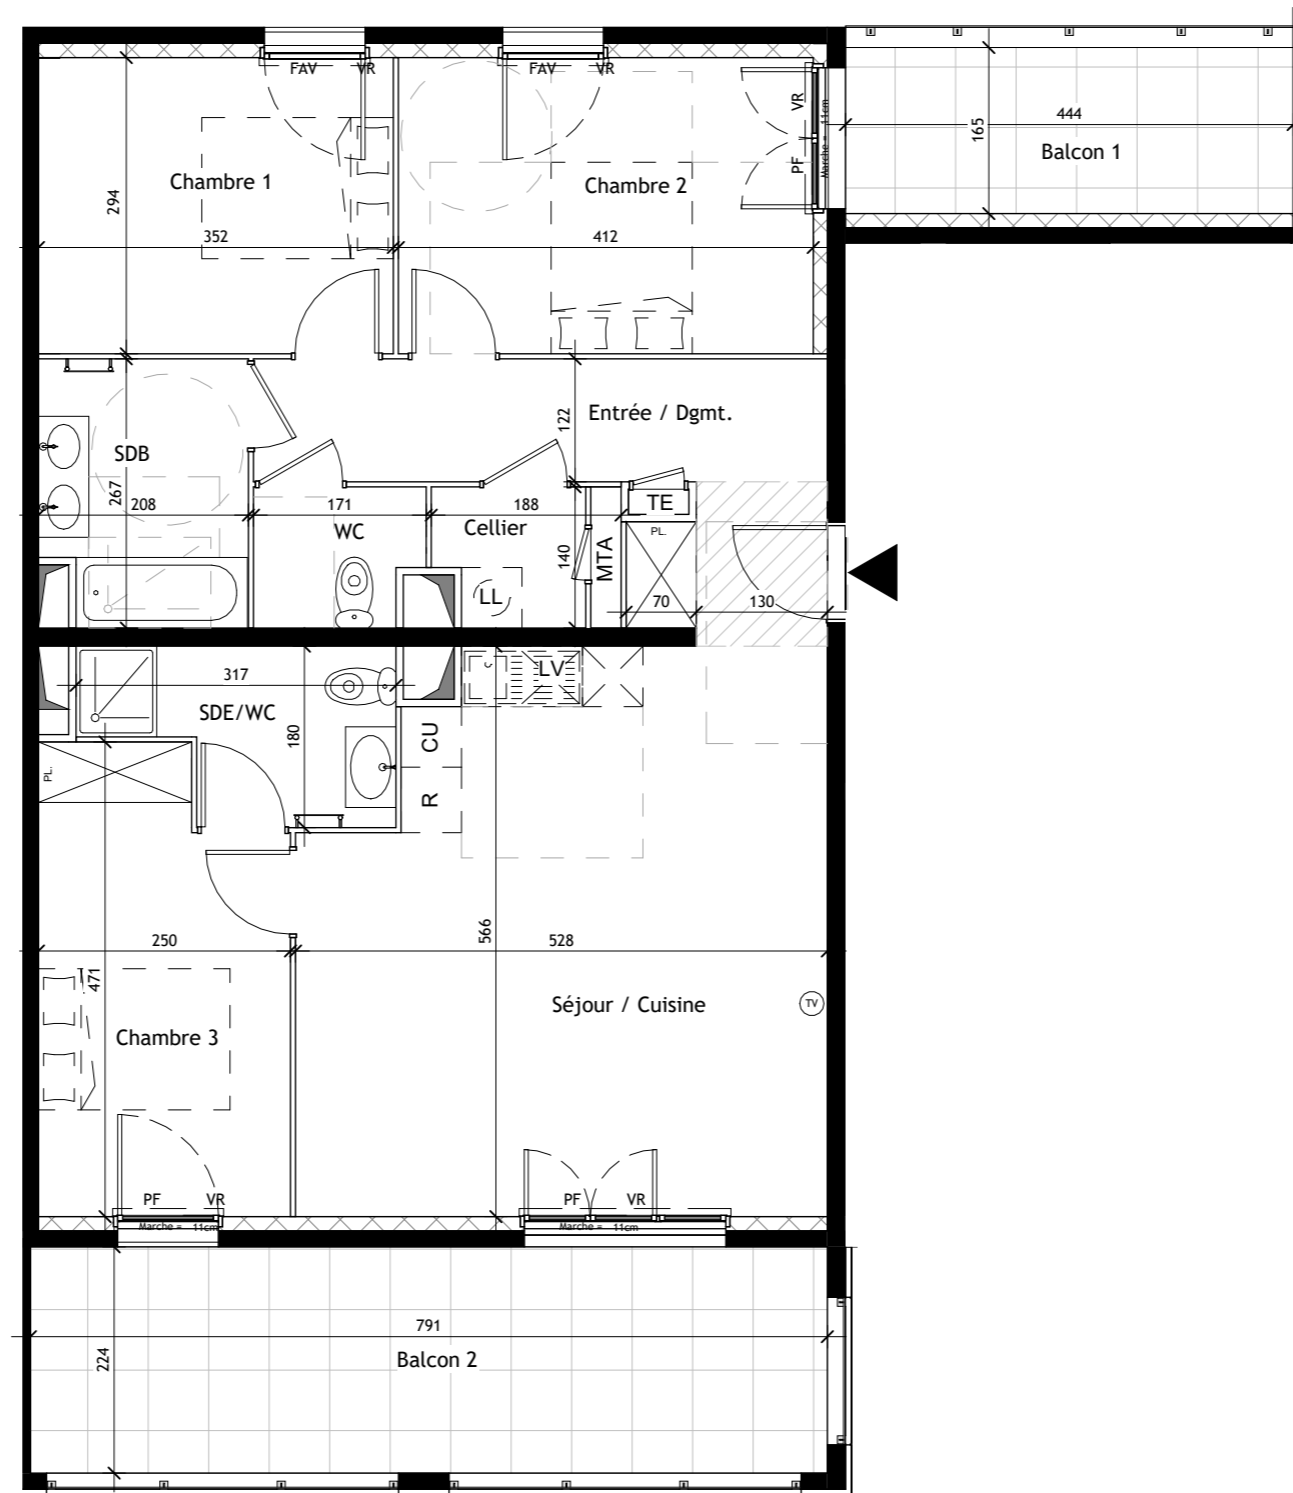 FAV VR
FAV VR
VR
PF
Marche = 11cm
444
165
Balcon 1
Chambre 1
294
352
Chambre 2
412
Entrée / Dgmt.
122
SDB
267
208
171
WC
188
Cellier
140
LL
MTA
TE
PL.
70
130
317
SDE/WC
180
LV
CU
R
PL.
250
566
528
471
Séjour / Cuisine
TV
Chambre 3
PF VR
Marche = 11cm
PF VR
Marche = 11cm
791
224
Balcon 2